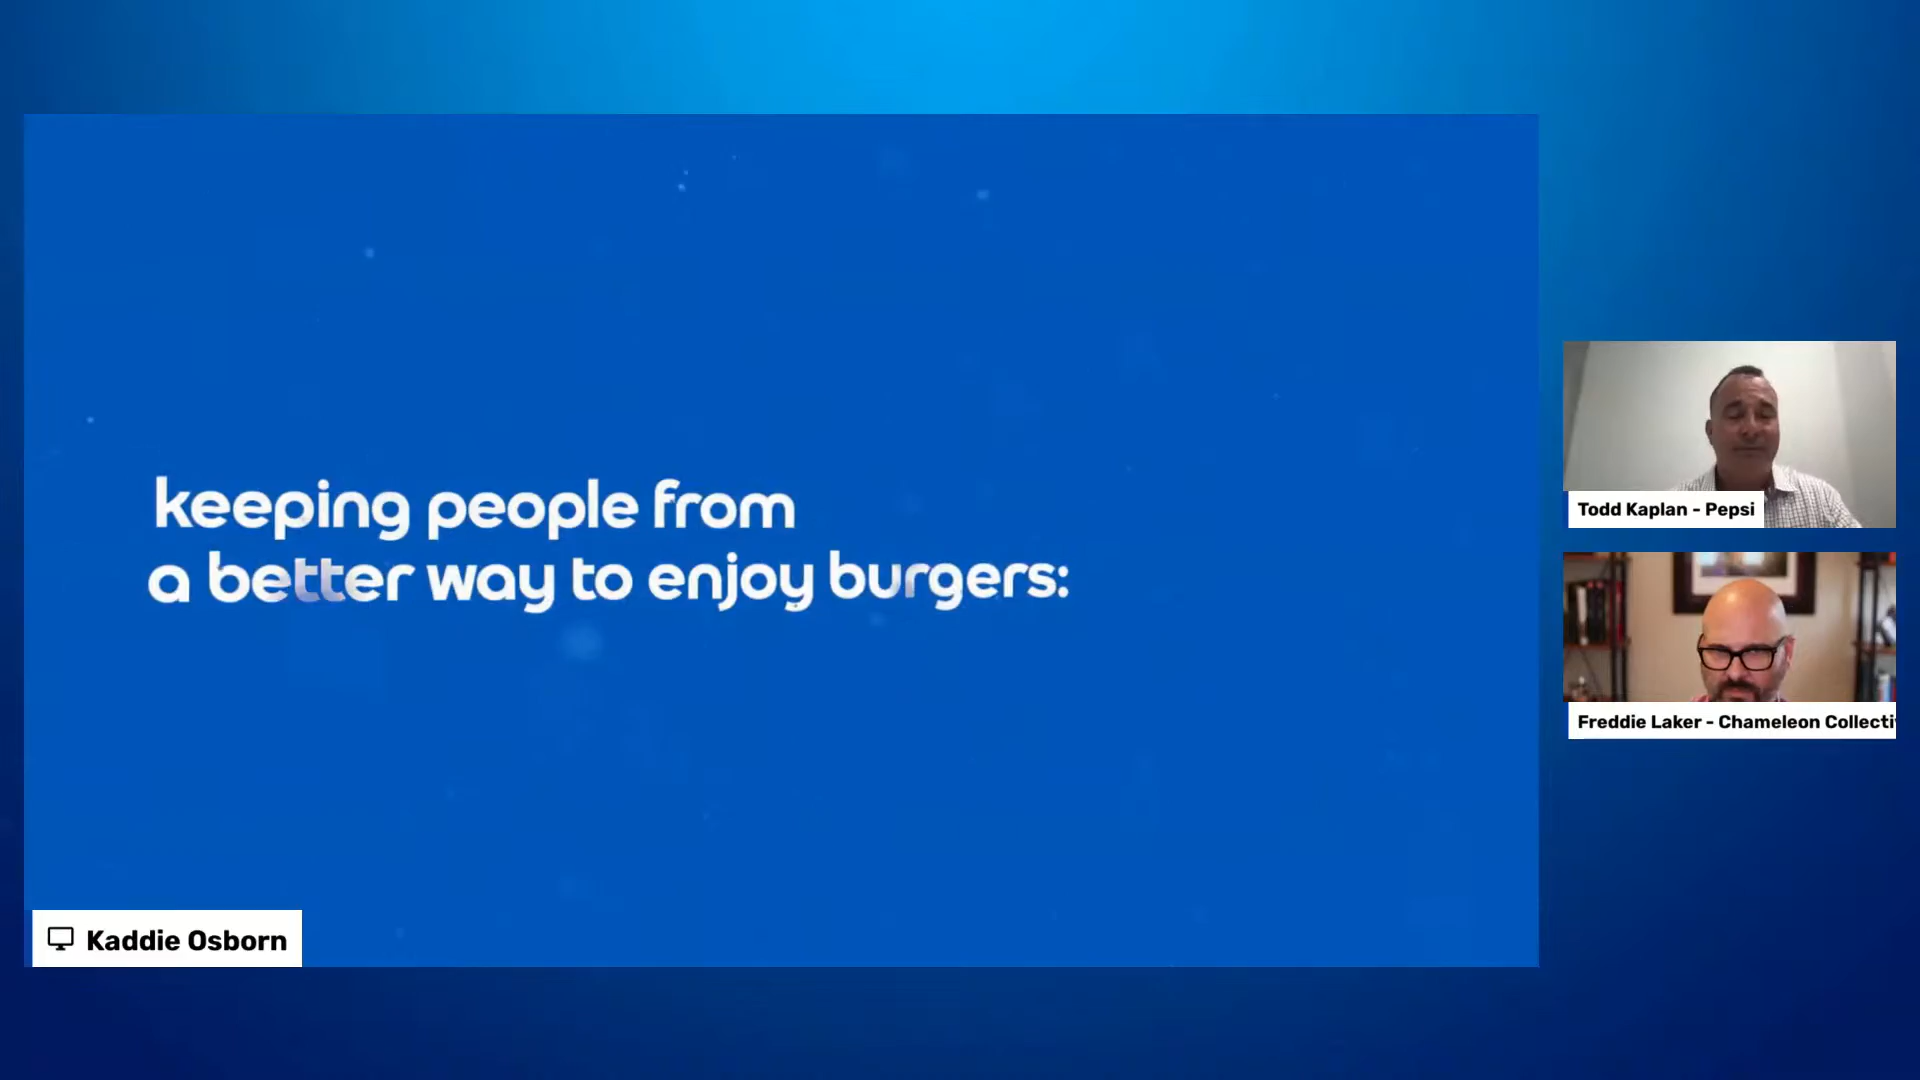 keeping people from
a better way to enjoy burgers:
Todd Kaplan - Pepsi
Freddie Laker - Chameleon Collecti
Kaddie Osborn